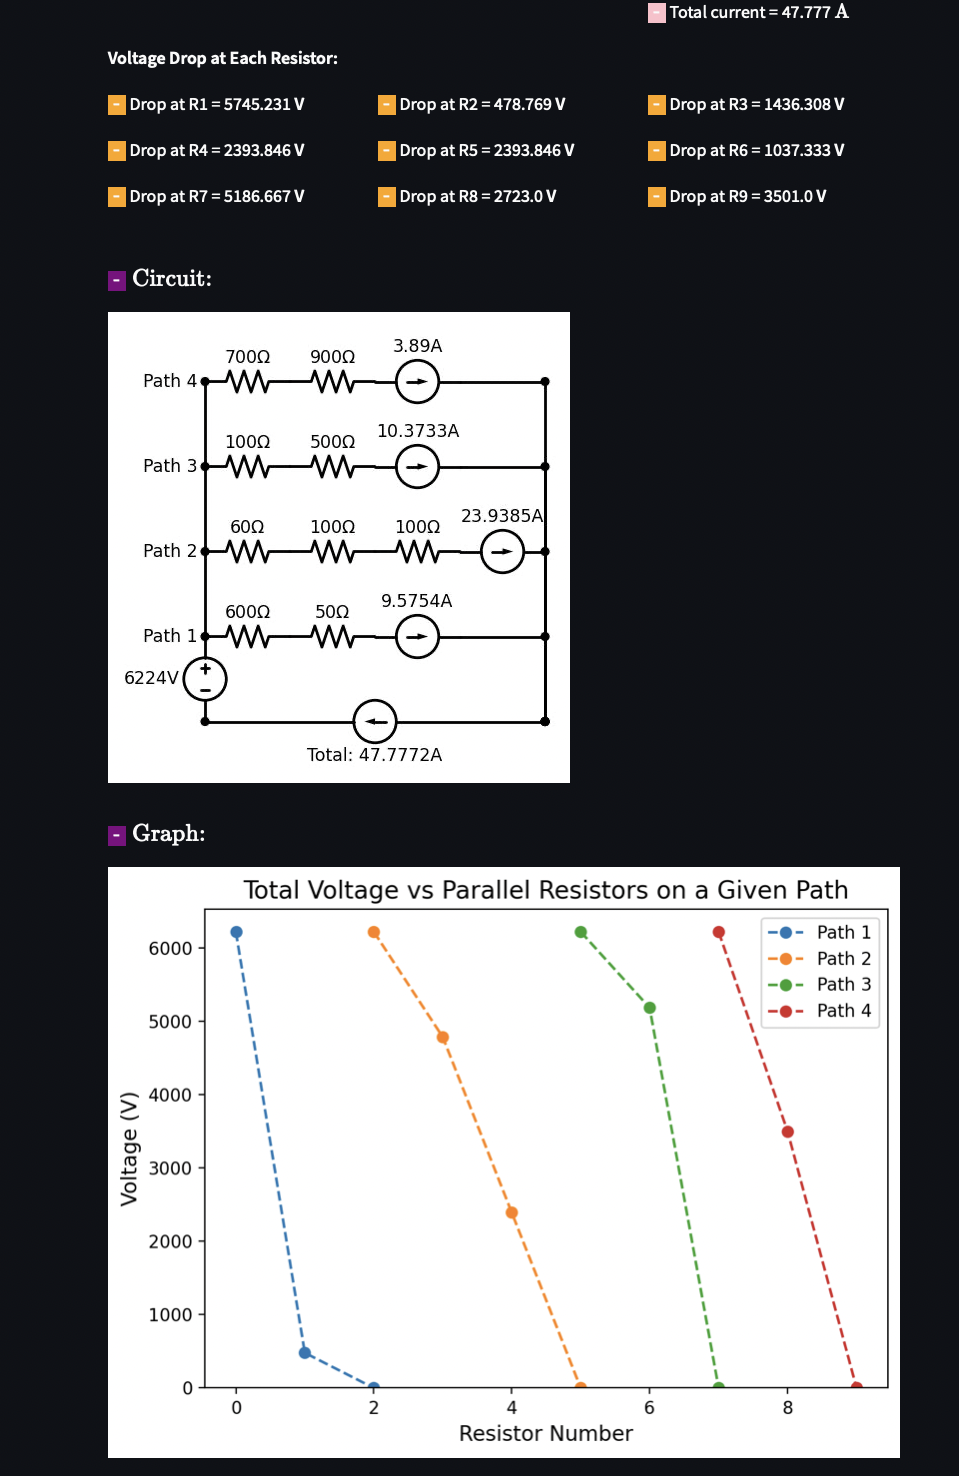 - Total current = 47.777 A
Voltage Drop at Each Resistor:
- Drop at R1 = 5745.231 V
- Drop at R2 = 478.769 V
- Drop at R3 = 1436.308 V
- Drop at R4 = 2393.846 V
- Drop at R5 = 2393.846 V
- Drop at R6 = 1037.333 V
- Drop at R7 = 5186.667 V
- Drop at R8 = 2723.0 V
- Drop at R9 = 3501.0 V
- Circuit:
3.89A
700Ω 900Ω
Path 4
10.3733A
100Ω 500Ω
Path 3
23.9385A
60Ω 100Ω 100Ω
Path 2
9.5754A
600Ω 50Ω
Path 1
+
6224V
−
Total: 47.7772A
- Graph:
Total Voltage vs Parallel Resistors on a Given Path
Path 1
Path 2
Path 3
Path 4
Voltage (V)
6000
5000
4000
3000
2000
1000
0
0 2 4 6 8
Resistor Number